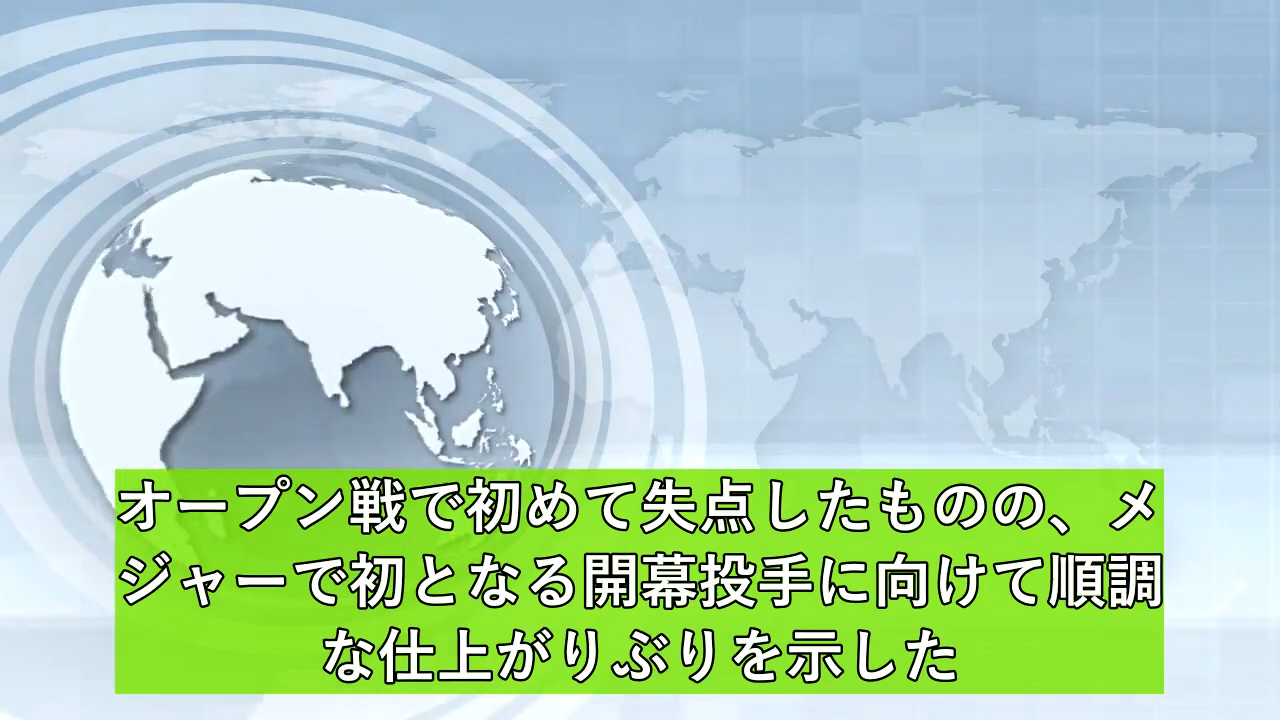 オープン戦で初めて失点したものの、メ
ジャーで初となる開幕投手に向けて順調
な仕上がりぶりを示した